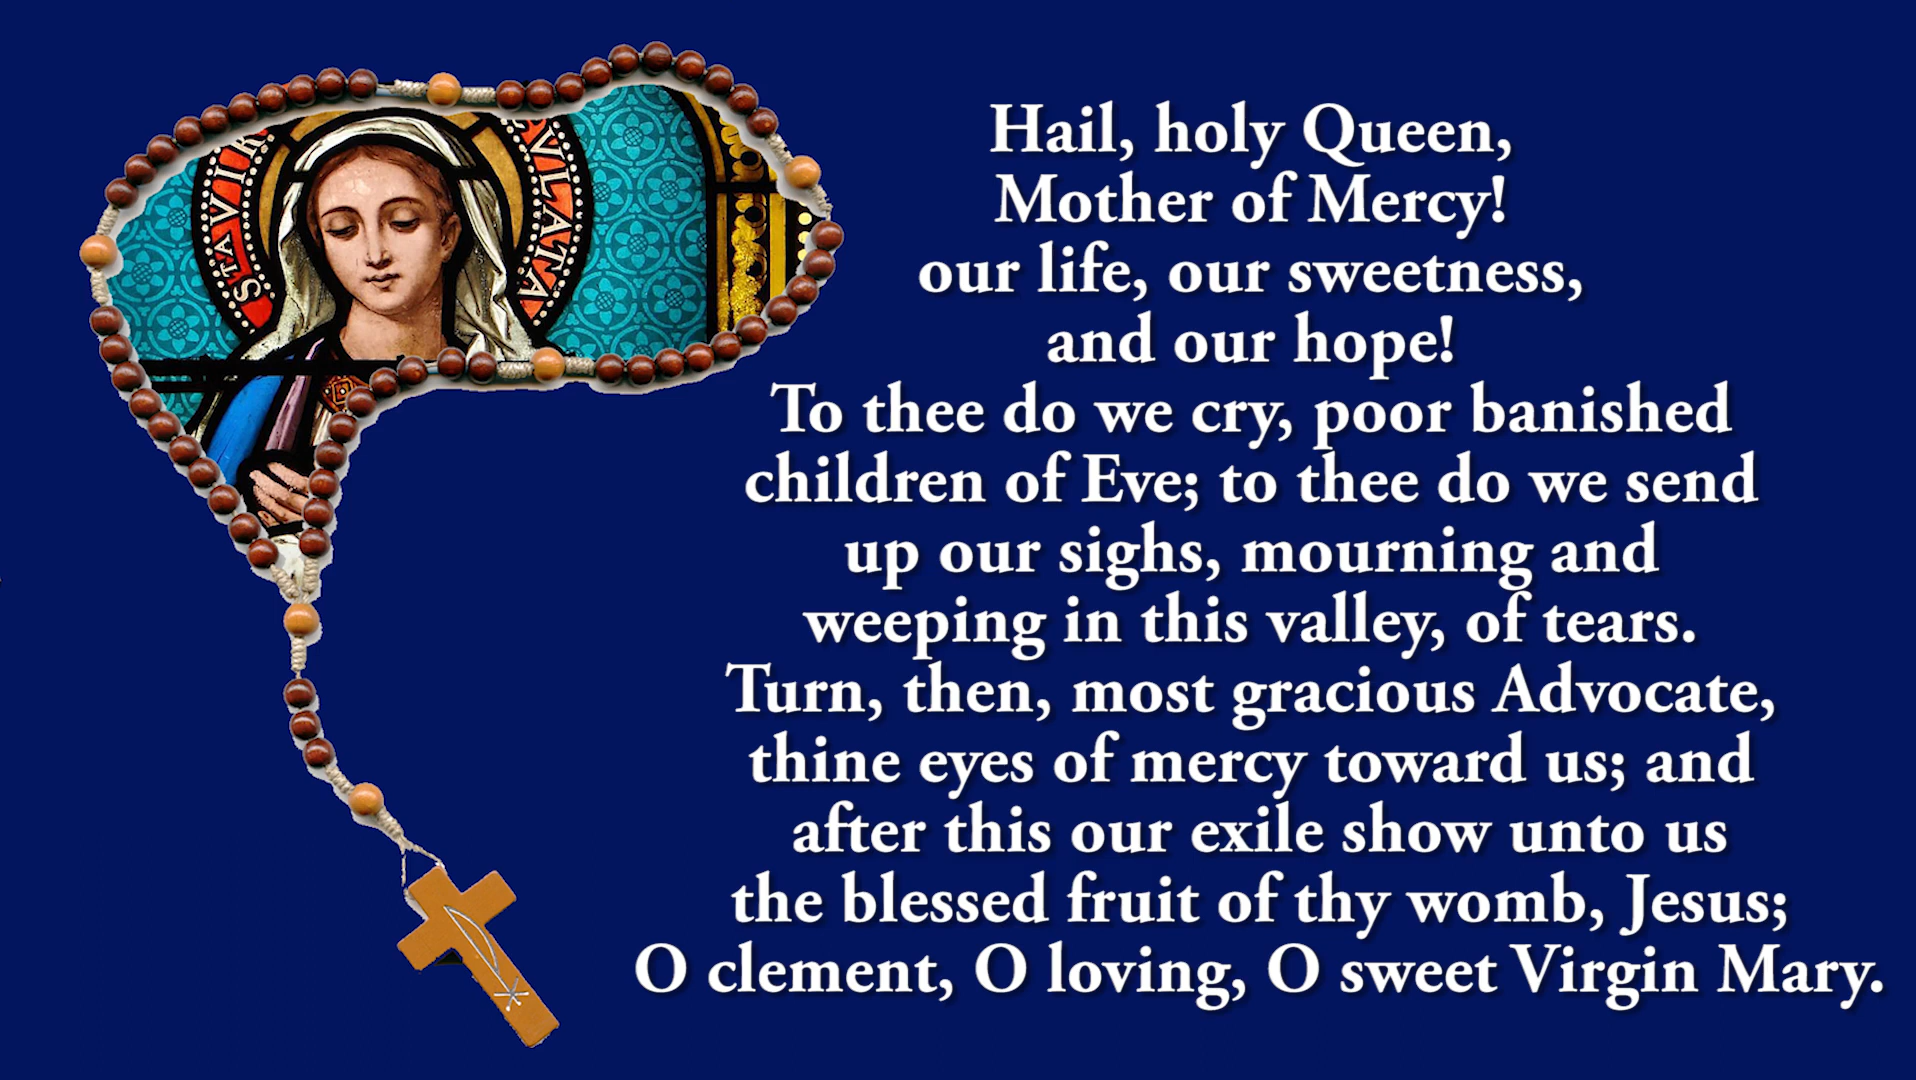 STA VIR
VLATA
Hail, holy Queen,
Mother of Mercy!
our life, our sweetness,
and our hope!
To thee do we cry, poor banished
children of Eve; to thee do we send
up our sighs, mourning and
weeping in this valley, of tears.
Turn, then, most gracious Advocate,
thine eyes of mercy toward us; and
after this our exile show unto us
the blessed fruit of thy womb, Jesus;
O clement, O loving, O sweet Virgin Mary.